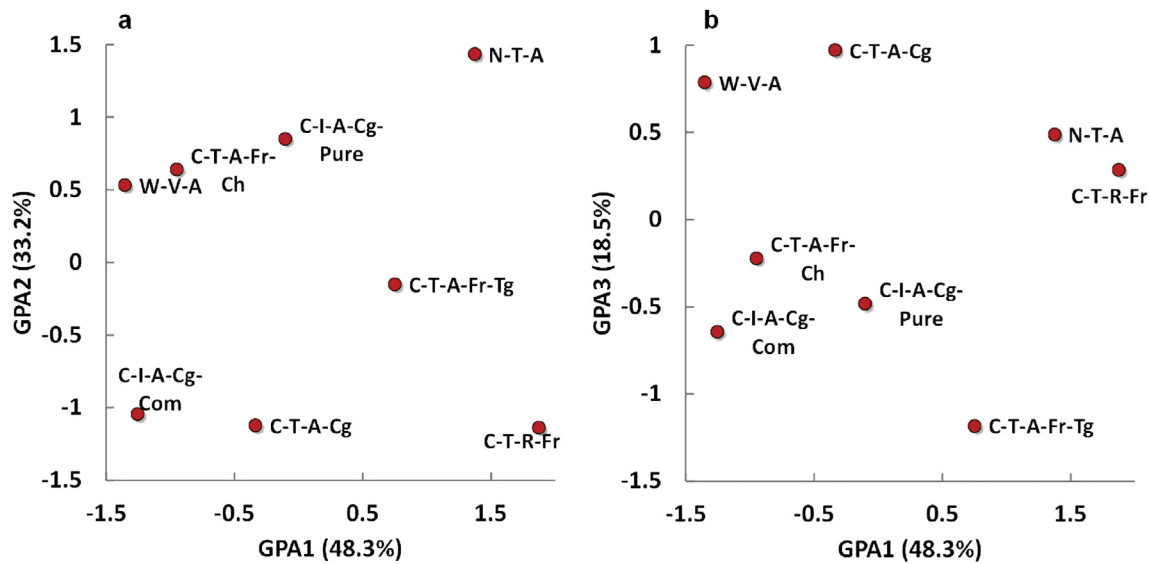 a
1.5
1
0.5
0
-0.5
-1
-1.5
GPA2 (33.2%)
N-T-A
C-I-A-Cg-
Pure
C-T-A-Fr-
Ch
W-V-A
C-T-A-Fr-Tg
C-I-A-Cg-
Com
C-T-A-Cg
C-T-R-Fr
-1.5
-0.5
0.5
1.5
GPA1 (48.3%)
b
1
0.5
0
-0.5
-1
-1.5
GPA3 (18.5%)
C-T-A-Cg
W-V-A
N-T-A
C-T-R-Fr
C-T-A-Fr-
Ch
C-I-A-Cg-
Pure
C-I-A-Cg-
Com
C-T-A-Fr-Tg
-1.5
-0.5
0.5
1.5
GPA1 (48.3%)